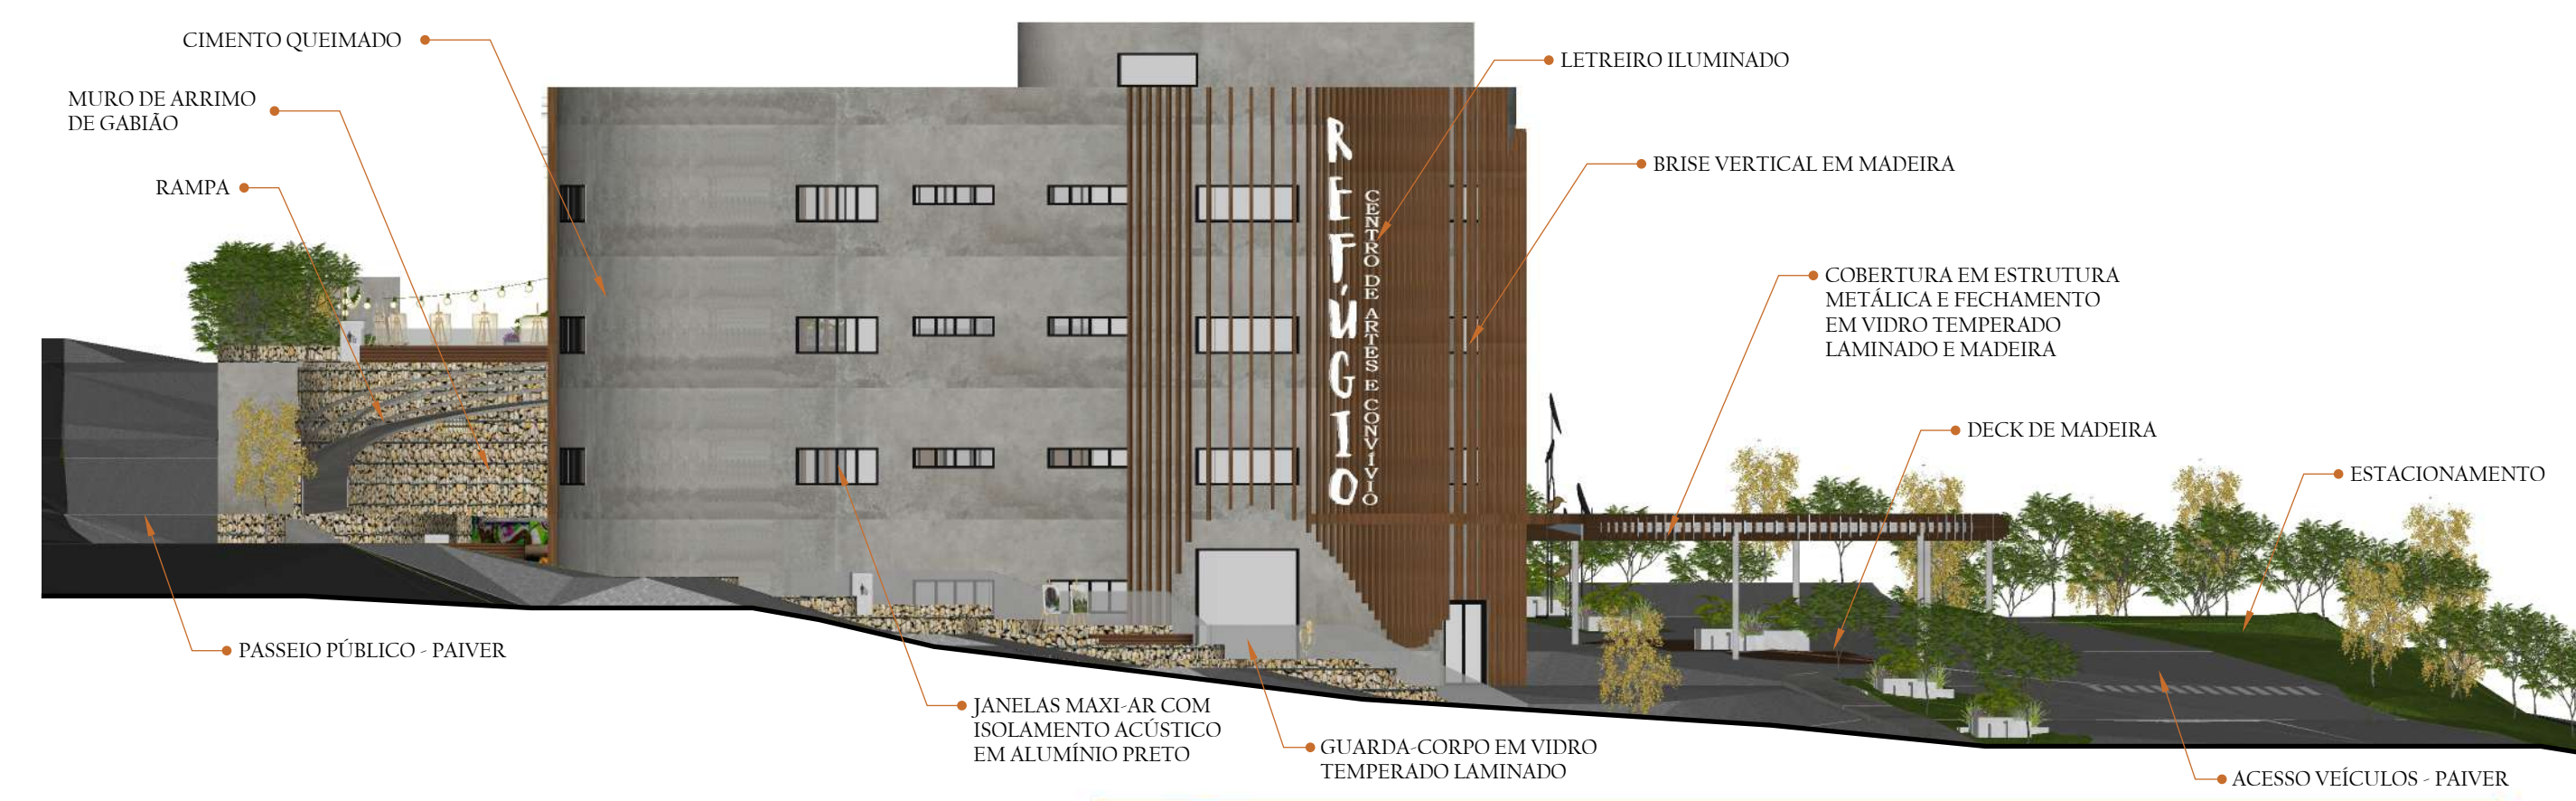 CIMENTO QUEIMADO
MURO DE ARRIMO
DE GABIÃO
RAMPA
LETREIRO ILUMINADO
BRISE VERTICAL EM MADEIRA
REFÚGIO
CENTRO DE ARTES E CONVÍVIO
COBERTURA EM ESTRUTURA
METÁLICA E FECHAMENTO
EM VIDRO TEMPERADO
LAMINADO E MADEIRA
DECK DE MADEIRA
ESTACIONAMENTO
PASSEIO PÚBLICO - PAIVER
JANELAS MAXI-AR COM
ISOLAMENTO ACÚSTICO
EM ALUMÍNIO PRETO
GUARDA-CORPO EM VIDRO
TEMPERADO LAMINADO
ACESSO VEÍCULOS - PAIVER